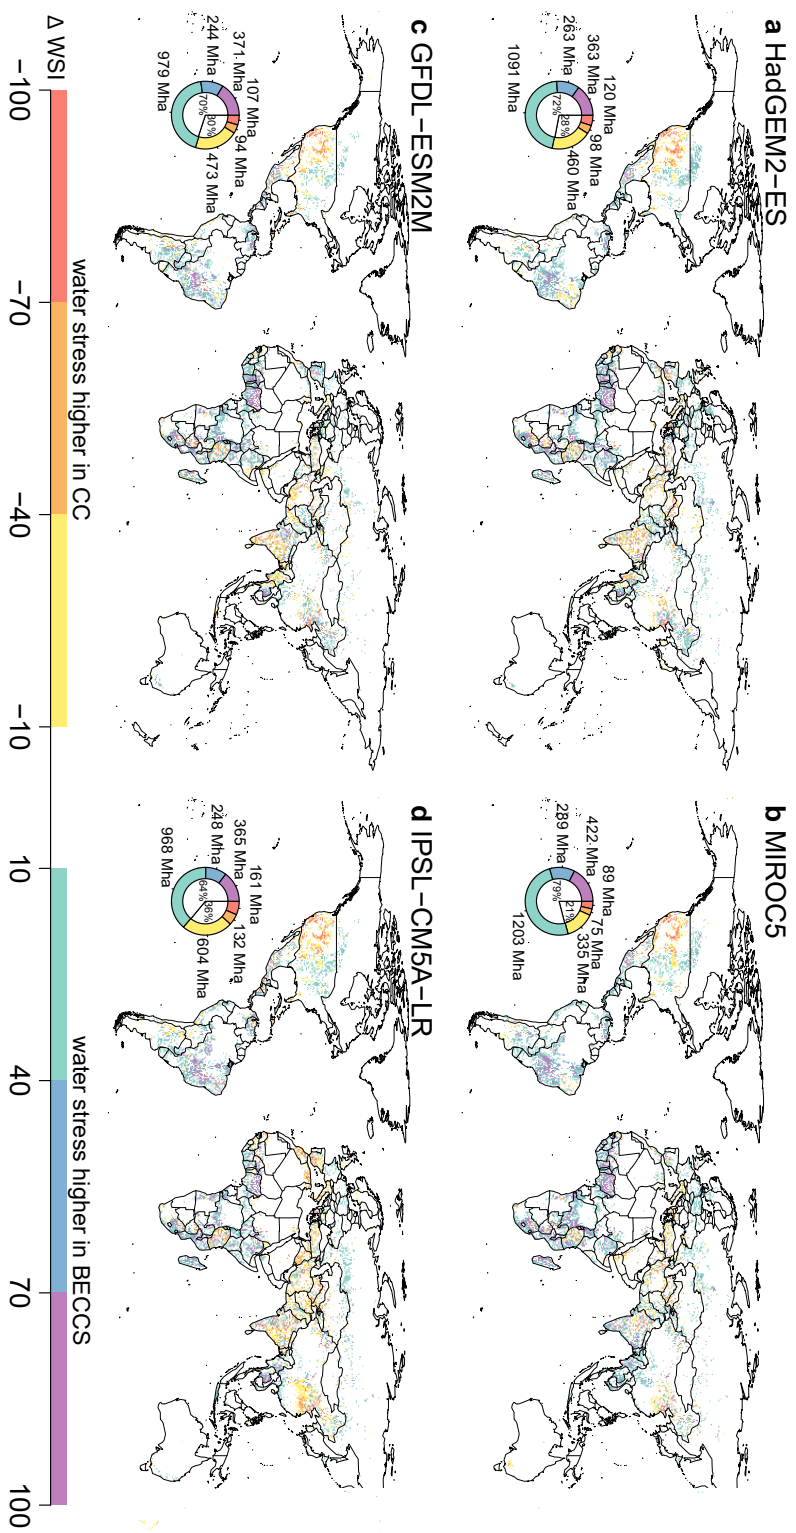 a HadGEM2−ES
120 Mha
98 Mha
363 Mha
263 Mha
460 Mha
72%
28%
1091 Mha
b MIROC5
89 Mha
75 Mha
422 Mha
335 Mha
289 Mha
79%
21%
1203 Mha
c GFDL−ESM2M
107 Mha
94 Mha
371 Mha
244 Mha
473 Mha
70%
30%
979 Mha
d IPSL−CM5A−LR
161 Mha
132 Mha
365 Mha
248 Mha
604 Mha
64%
36%
968 Mha
water stress higher in CC
water stress higher in BECCS
Δ WSI
−100 −70 −40 −10 10 40 70 100